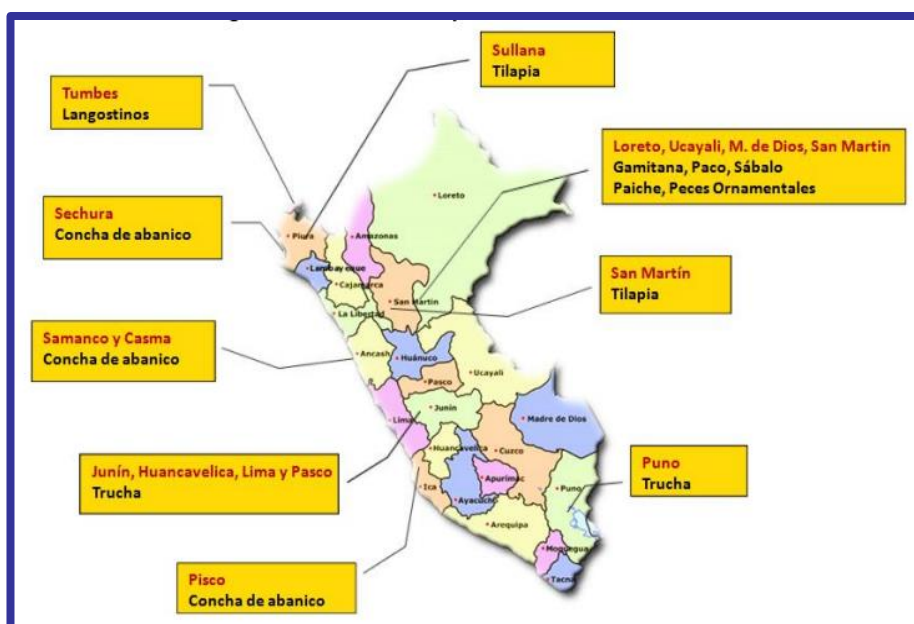 Sullana
Tilapia
Tumbes
Langostinos
Loreto, Ucayali, M. de Dios, San Martin
Gamitana, Paco, Sábalo
Paiche, Peces Ornamentales
Sechura
Concha de abanico
San Martín
Tilapia
Samanco y Casma
Concha de abanico
Junín, Huancavelica, Lima y Pasco
Trucha
Puno
Trucha
Pisco
Concha de abanico
Loreto
Piura
Amazonas
Lambayeque
Cajamarca
San Martin
La Libertad
Ancash
Huánuco
Ucayali
Pasco
Lima
Junín
Madre de Dios
Huancavelica
Cuzco
Ica
Ayacucho
Apurimac
Puno
Arequipa
Moquegua
Tacna